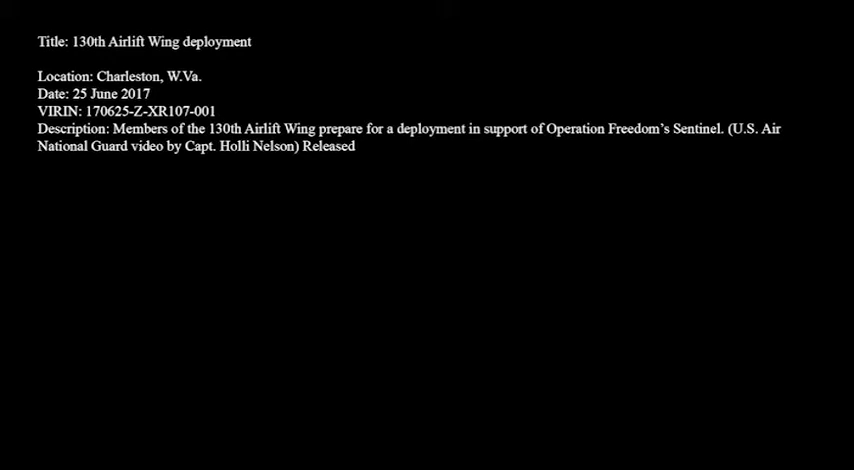 Title: 130th Airlift Wing deployment
Location: Charleston, W.Va.
Date: 25 June 2017
VIRIN: 170625-Z-XR107-001
Description: Members of the 130th Airlift Wing prepare for a deployment in support of Operation Freedom’s Sentinel. (U.S. Air
National Guard video by Capt. Holli Nelson) Released